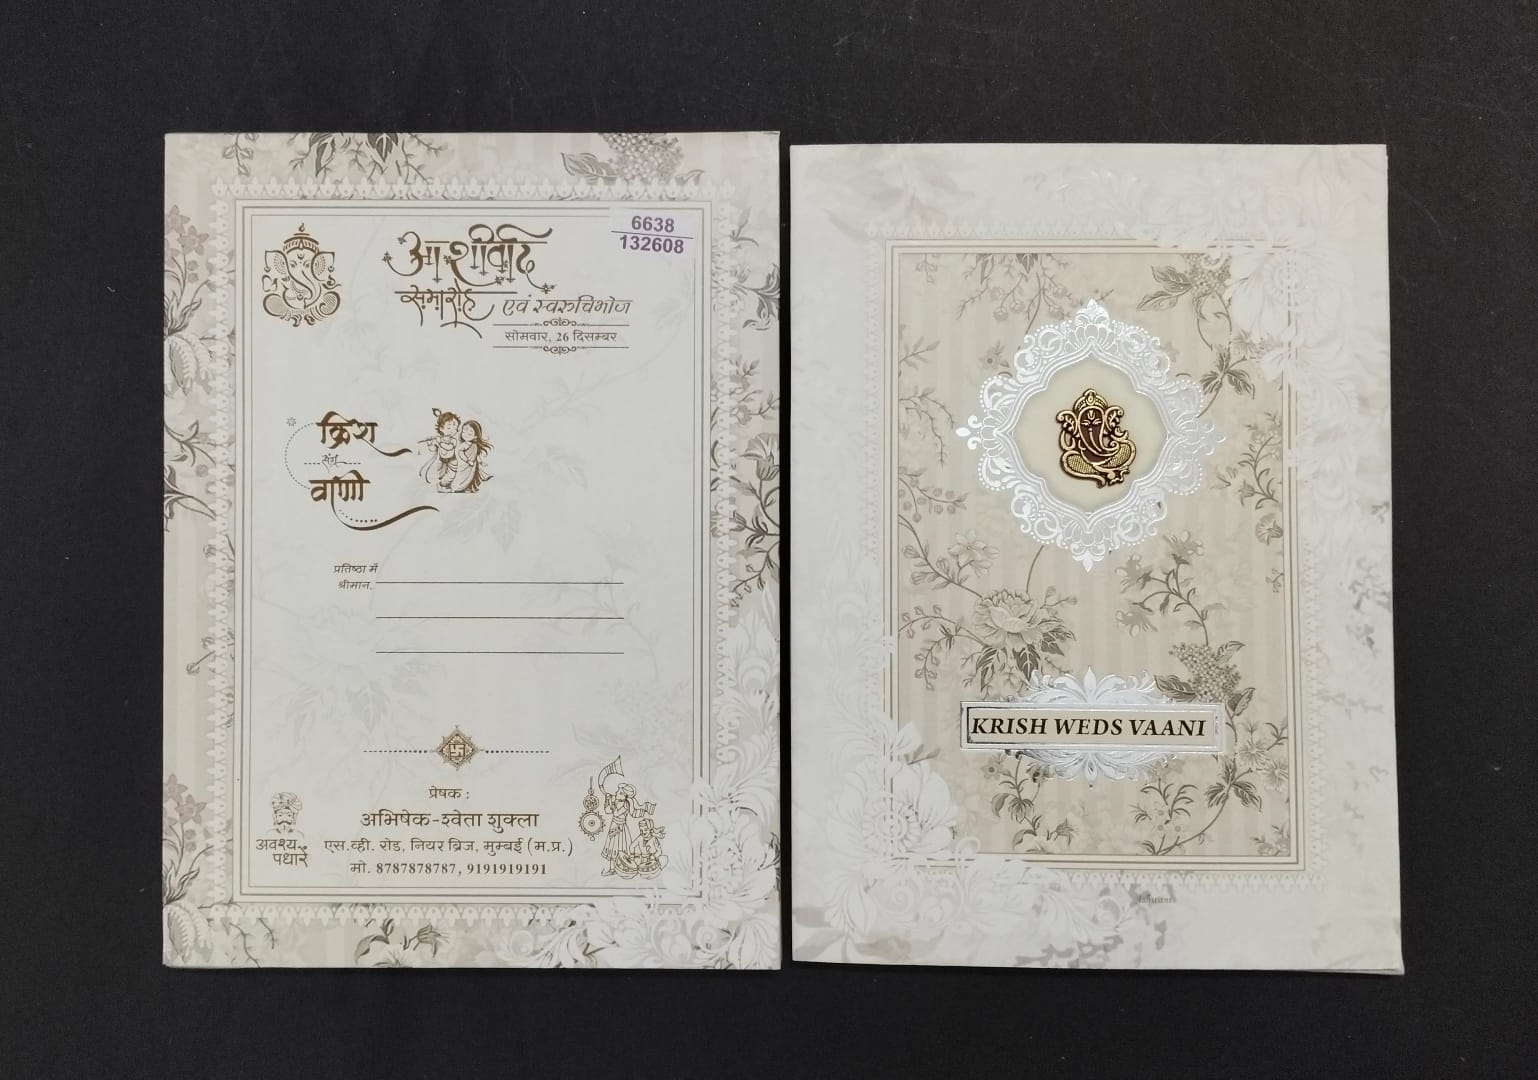 6638
132608
आशीर्वाद
समारोह एवं स्वरूचिभोज
सोमवार, 26 दिसम्बर
क्रिश
संग
वाणी
प्रतिष्ठा में
श्रीमान,
प्रेषक :
अभिषेक-श्वेता शुक्ला
एस.व्ही. रोड, नियर ब्रिज, मुम्बई (म.प्र.)
मो. 8787878787, 9191919191
अवश्य
पधारें
KRISH WEDS VAANI